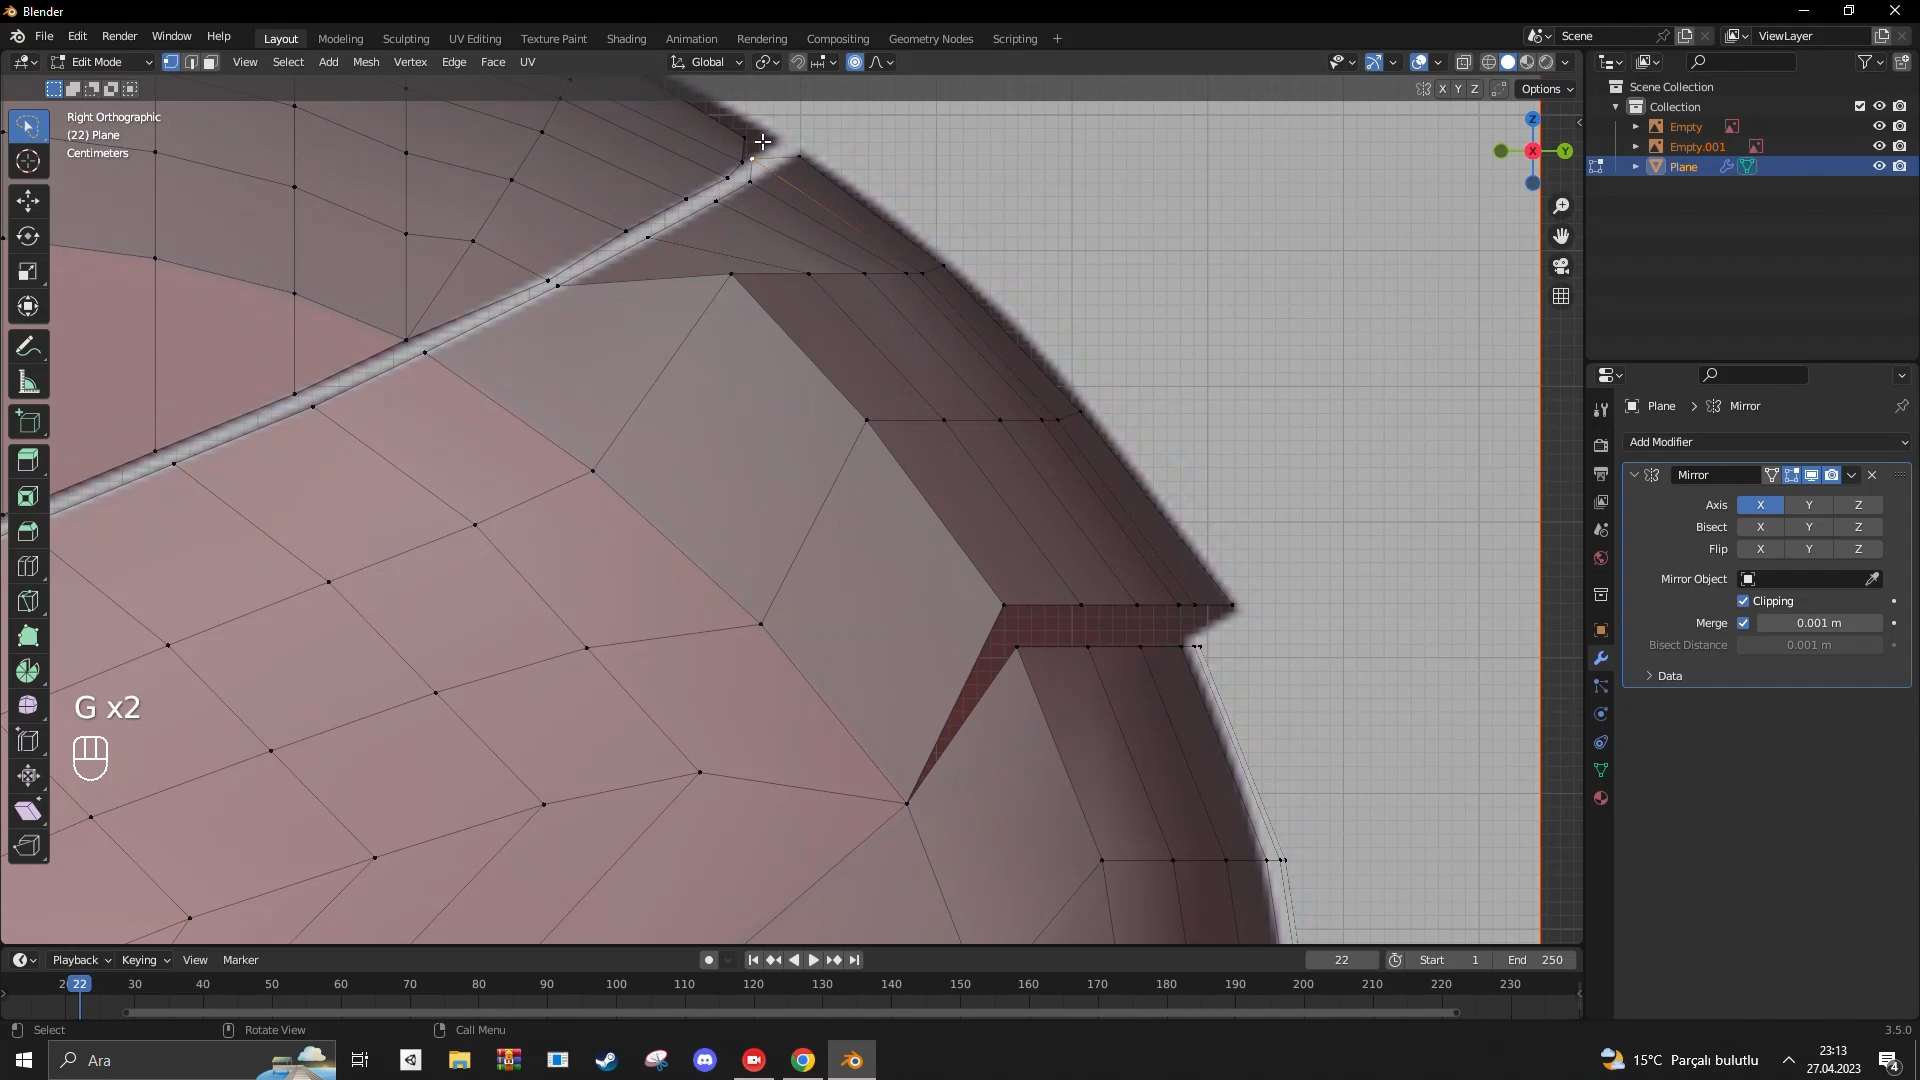 Blender
File Edit Render Window Help Layout Modeling Sculpting UV Editing Texture Paint Shading Animation Rendering Compositing Geometry Nodes Scripting + Scene ViewLayer
Edit Mode View Select Add Mesh Vertex Edge Face UV Global
X Y Z Options
Right Orthographic
(22) Plane
Centimeters
Z
X
Y
G x2
Scene Collection
Collection
Empty
Empty.001
Plane
Plane > Mirror
Add Modifier
Mirror
Axis X Y Z
Bisect X Y Z
Flip X Y Z
Mirror Object
Clipping
Merge 0.001 m
Bisect Distance 0.001 m
Data
Playback Keying View Marker 22 Start 1 End 250
22 30 40 50 60 70 80 90 100 110 120 130 140 150 160 170 180 190 200 210 220 230
Select Rotate View Call Menu 3.5.0
Ara 15°C Parçalı bulutlu 23:13
27.04.2023 4